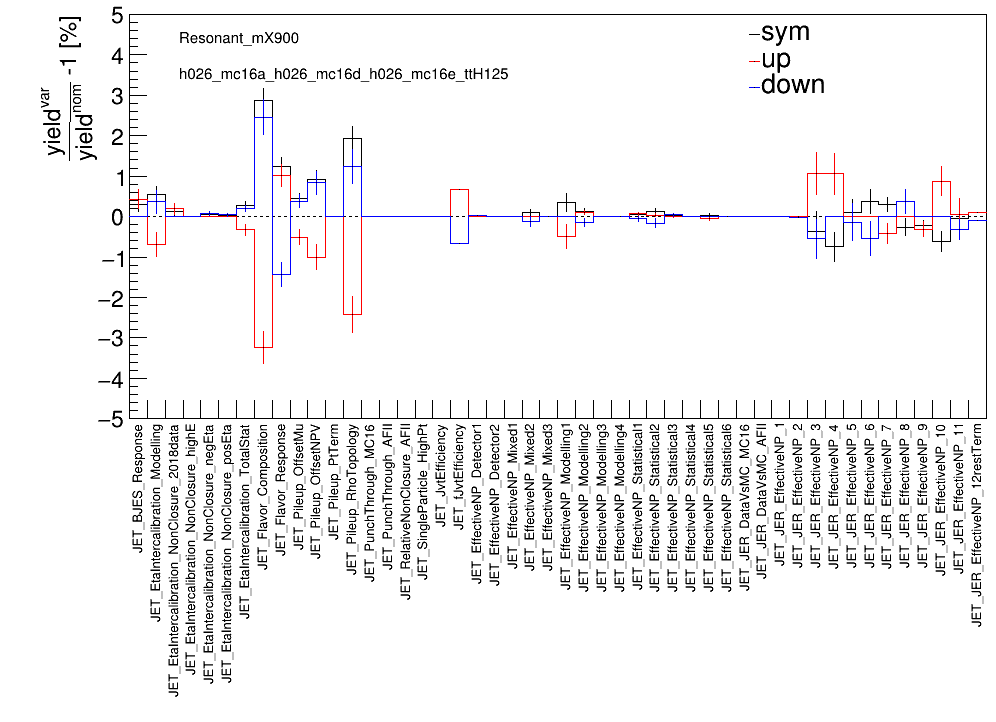 yield^var / yield^nom -1 [%]
Resonant_mX900
h026_mc16a_h026_mc16d_h026_mc16e_ttH125
sym
up
down
5
4
3
2
1
0
−1
−2
−3
−4
−5
JET_BJES_Response
JET_EtaIntercalibration_Modelling
JET_EtaIntercalibration_NonClosure_2018data
JET_EtaIntercalibration_NonClosure_highE
JET_EtaIntercalibration_NonClosure_negEta
JET_EtaIntercalibration_NonClosure_posEta
JET_EtaIntercalibration_TotalStat
JET_Flavor_Composition
JET_Flavor_Response
JET_Pileup_OffsetMu
JET_Pileup_OffsetNPV
JET_Pileup_PtTerm
JET_Pileup_RhoTopology
JET_PunchThrough_MC16
JET_PunchThrough_AFII
JET_RelativeNonClosure_AFII
JET_SingleParticle_HighPt
JET_JvtEfficiency
JET_fJvtEfficiency
JET_EffectiveNP_Detector1
JET_EffectiveNP_Detector2
JET_EffectiveNP_Mixed1
JET_EffectiveNP_Mixed2
JET_EffectiveNP_Mixed3
JET_EffectiveNP_Modelling1
JET_EffectiveNP_Modelling2
JET_EffectiveNP_Modelling3
JET_EffectiveNP_Modelling4
JET_EffectiveNP_Statistical1
JET_EffectiveNP_Statistical2
JET_EffectiveNP_Statistical3
JET_EffectiveNP_Statistical4
JET_EffectiveNP_Statistical5
JET_EffectiveNP_Statistical6
JET_JER_DataVsMC_MC16
JET_JER_DataVsMC_AFII
JET_JER_EffectiveNP_1
JET_JER_EffectiveNP_2
JET_JER_EffectiveNP_3
JET_JER_EffectiveNP_4
JET_JER_EffectiveNP_5
JET_JER_EffectiveNP_6
JET_JER_EffectiveNP_7
JET_JER_EffectiveNP_8
JET_JER_EffectiveNP_9
JET_JER_EffectiveNP_10
JET_JER_EffectiveNP_11
JET_JER_EffectiveNP_12restTerm